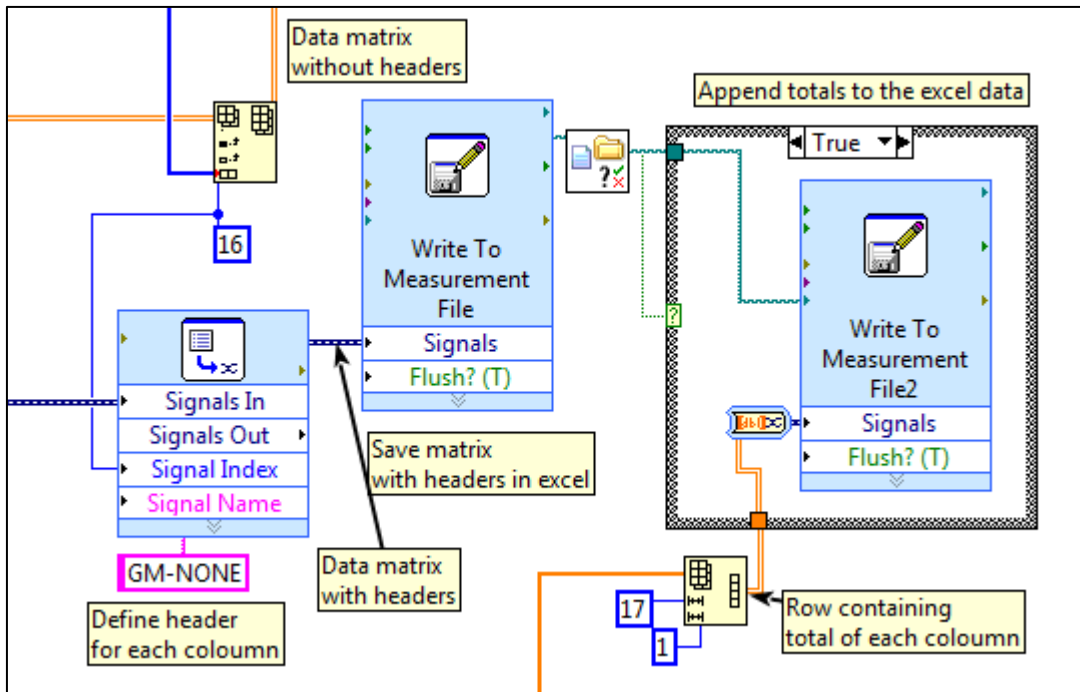 Data matrix
without headers
Append totals to the excel data
True
16
Write To
Measurement
File
Signals
Flush? (T)
?
Write To
Measurement
File2
Signals
Flush? (T)
Signals In
Signals Out
Signal Index
Signal Name
Save matrix
with headers in excel
GM-NONE
Data matrix
with headers
Define header
for each coloumn
17
1
Row containing
total of each coloumn